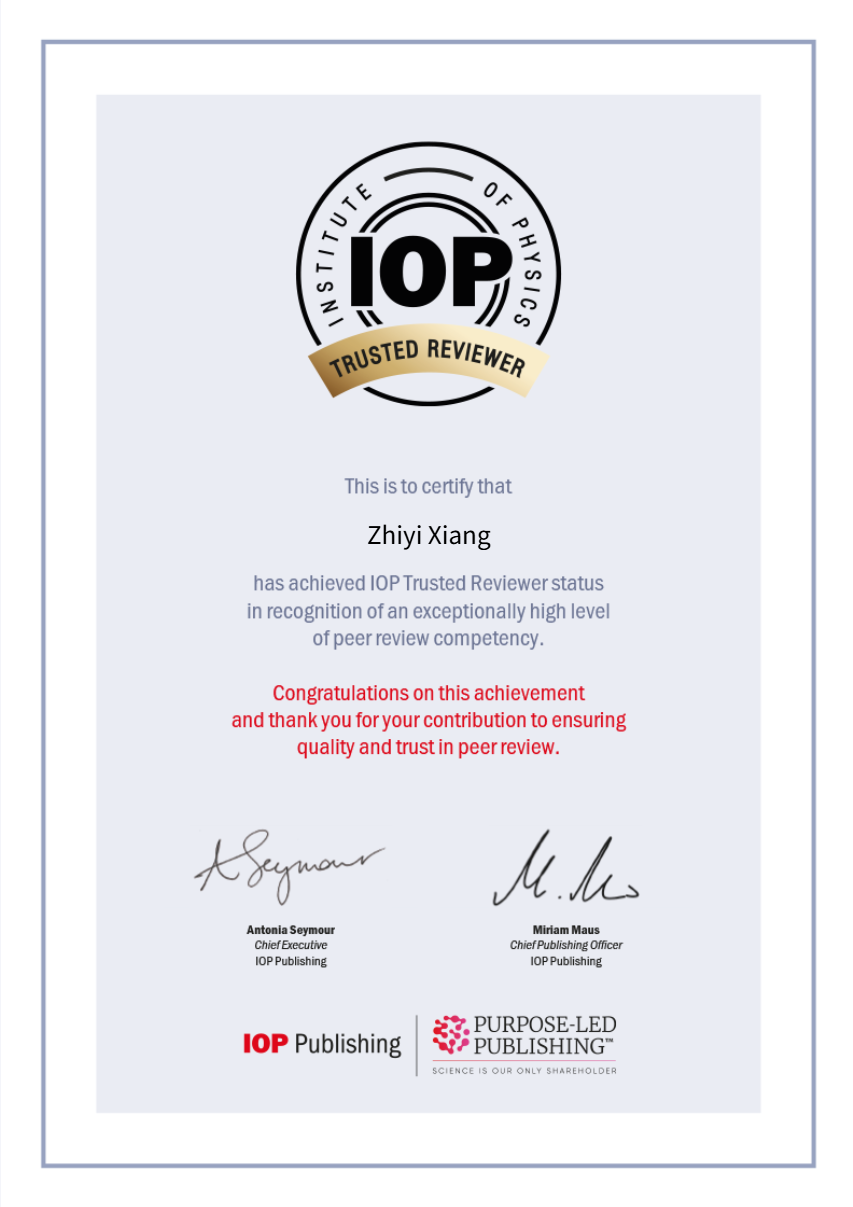 INSTITUTE OF PHYSICS
IOP
TRUSTED REVIEWER
This is to certify that
Zhiyi Xiang
has achieved IOP Trusted Reviewer status
in recognition of an exceptionally high level
of peer review competency.
Congratulations on this achievement
and thank you for your contribution to ensuring
quality and trust in peer review.
A Seymour
M. Maus
Antonia Seymour
Chief Executive
IOP Publishing
Miriam Maus
Chief Publishing Officer
IOP Publishing
IOP Publishing
PURPOSE-LED
PUBLISHING™
SCIENCE IS OUR ONLY SHAREHOLDER